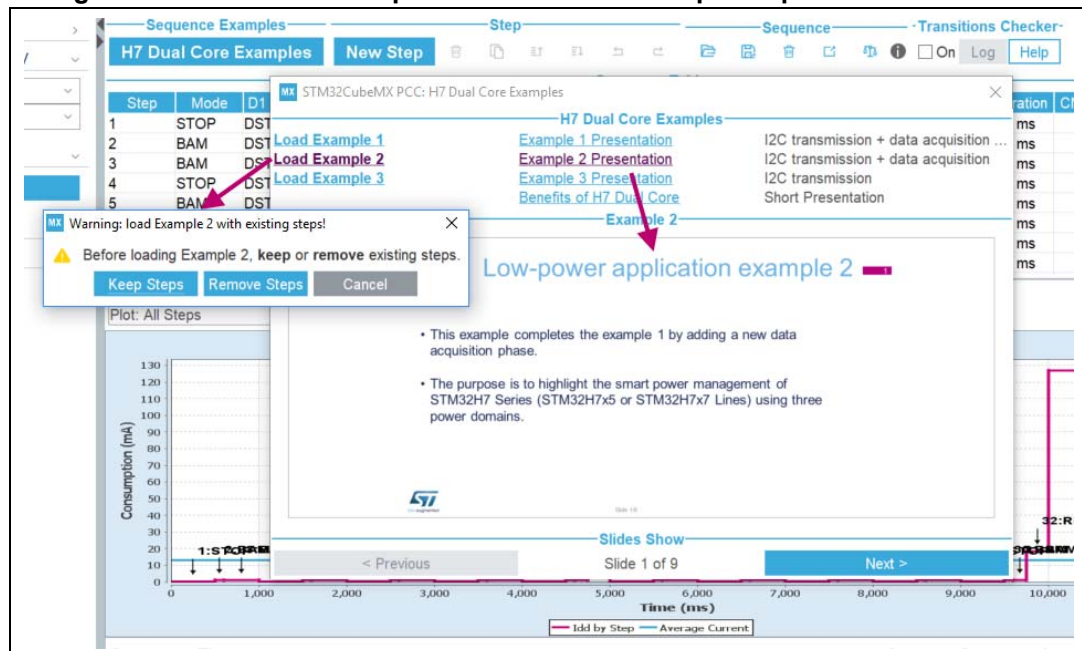 Sequence Examples
Step
Sequence
Transitions Checker
H7 Dual Core Examples
New Step
On
Log
Help
Step
Mode
D1
ration
MX STM32CubeMX PCC: H7 Dual Core Examples
H7 Dual Core Examples
Load Example 1
Example 1 Presentation
I2C transmission + data acquisition ...
Load Example 2
Example 2 Presentation
I2C transmission + data acquisition
Load Example 3
Example 3 Presentation
I2C transmission
Benefits of H7 Dual Core
Short Presentation
1 STOP DST ms
2 BAM DST ms
3 BAM DST ms
4 STOP DST ms
5 BAM DST ms
ms
ms
ms
MX Warning: load Example 2 with existing steps!
Before loading Example 2, keep or remove existing steps.
Keep Steps
Remove Steps
Cancel
Example 2
Low-power application example 2
1
• This example completes the example 1 by adding a new data
acquisition phase.
• The purpose is to highlight the smart power management of
STM32H7 Series (STM32H7x5 or STM32H7x7 Lines) using three
power domains.
ST
Slides Show
< Previous
Slide 1 of 9
Next >
Plot: All Steps
Consumption (mA)
130
120
110
100
90
80
70
60
50
40
30
20
10
0
0 1,000 2,000 3,000 4,000 5,000 6,000 7,000 8,000 9,000 10,000
Time (ms)
Idd by Step
Average Current